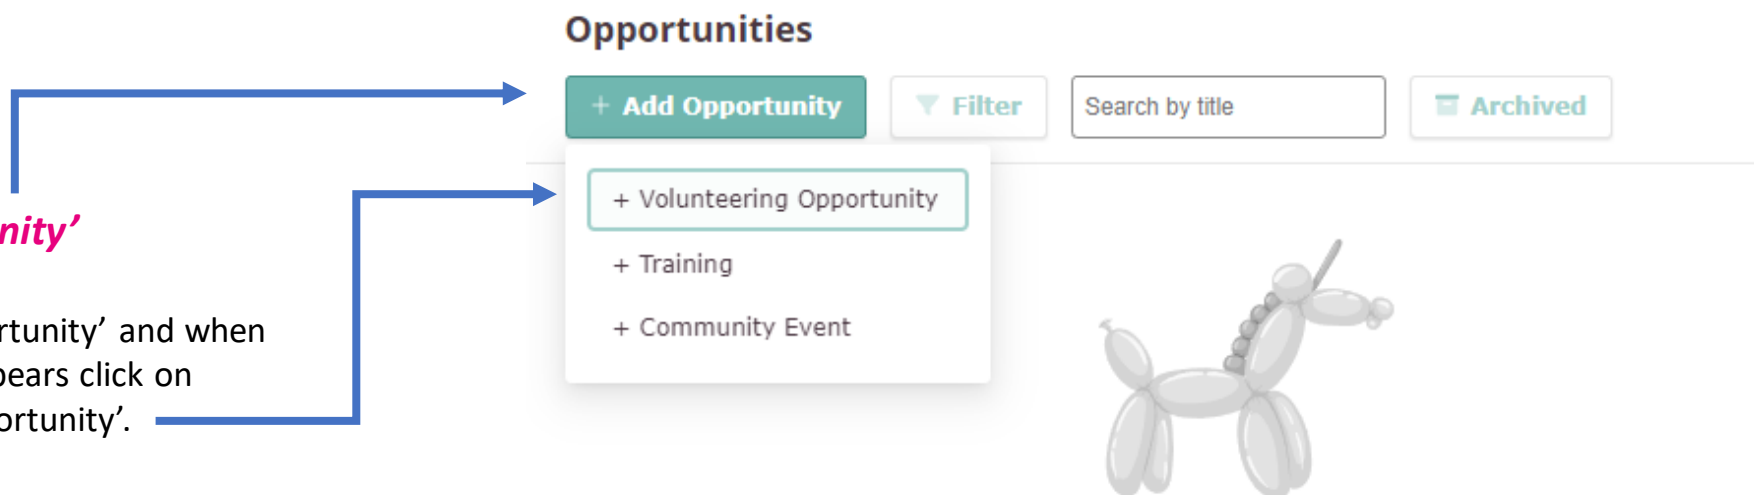 Opportunities
+ Add Opportunity
Filter
Search by title
Archived
+ Volunteering Opportunity
+ Training
+ Community Event
nity’
rtunity’ and when
pears click on
ortunity’.